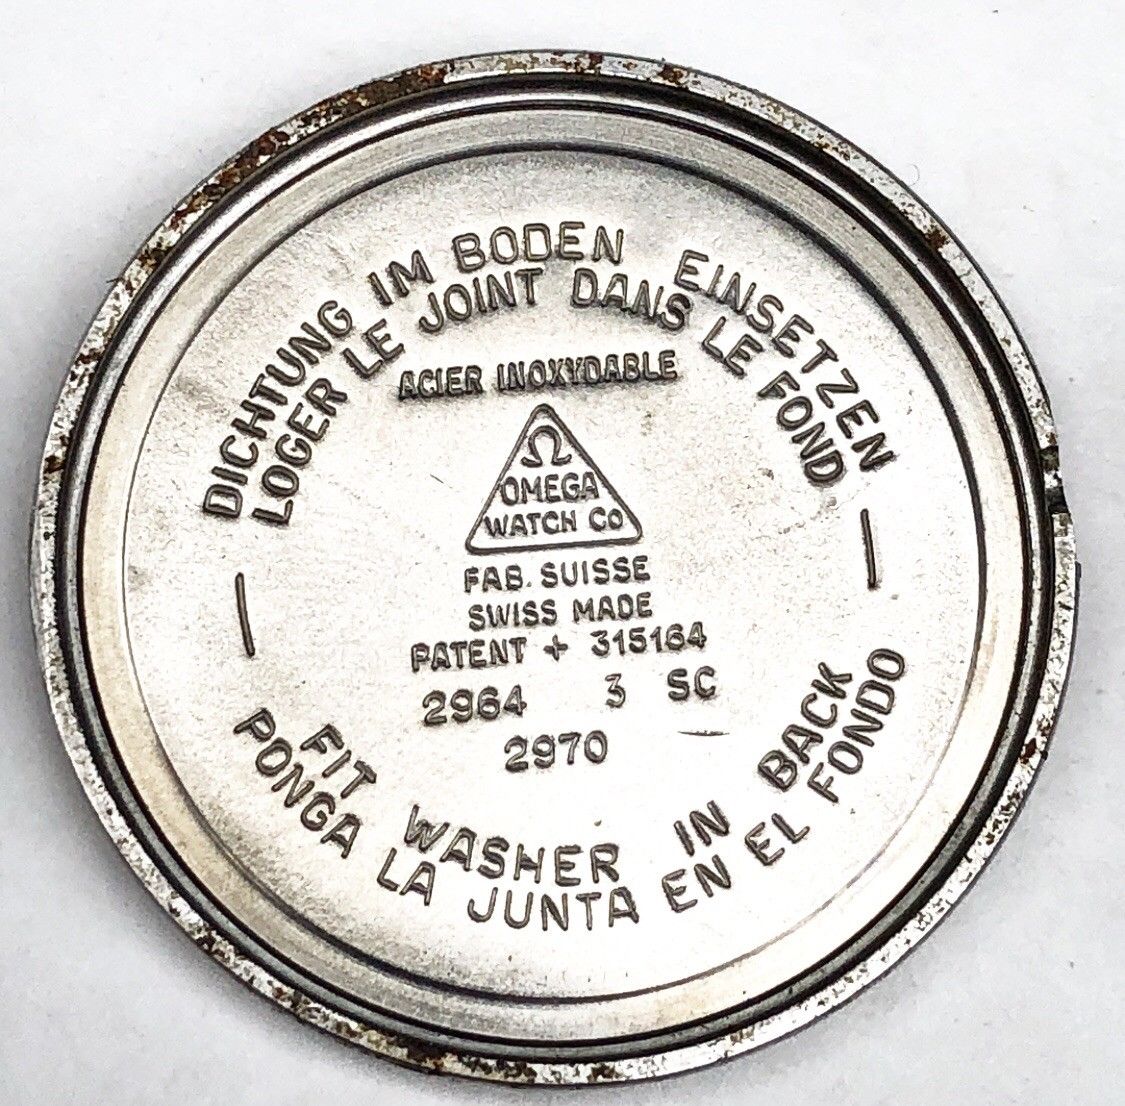 DICHTUNG IM BODEN EINSETZEN
LOGER LE JOINT DANS LE FOND
ACIER INOXYDABLE
Ω
OMEGA
WATCH CO
FAB. SUISSE
SWISS MADE
PATENT + 315164
2964 3 SC
2970
FIT WASHER IN BACK
PONGA LA JUNTA EN EL FONDO